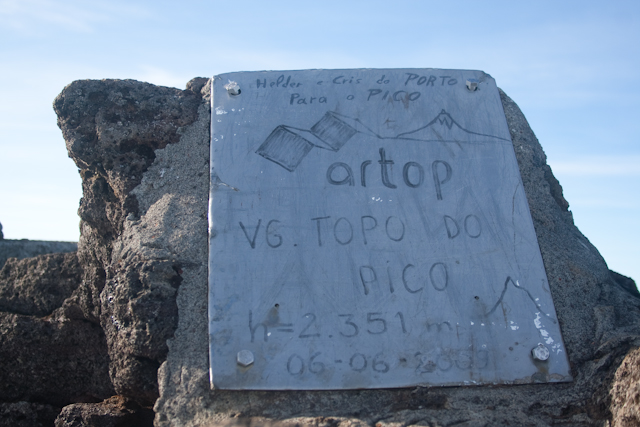 Helder e Cris do PORTO
Para o PICO
artop
VG. TOPO DO
PICO
h=2.351 m
06-06-